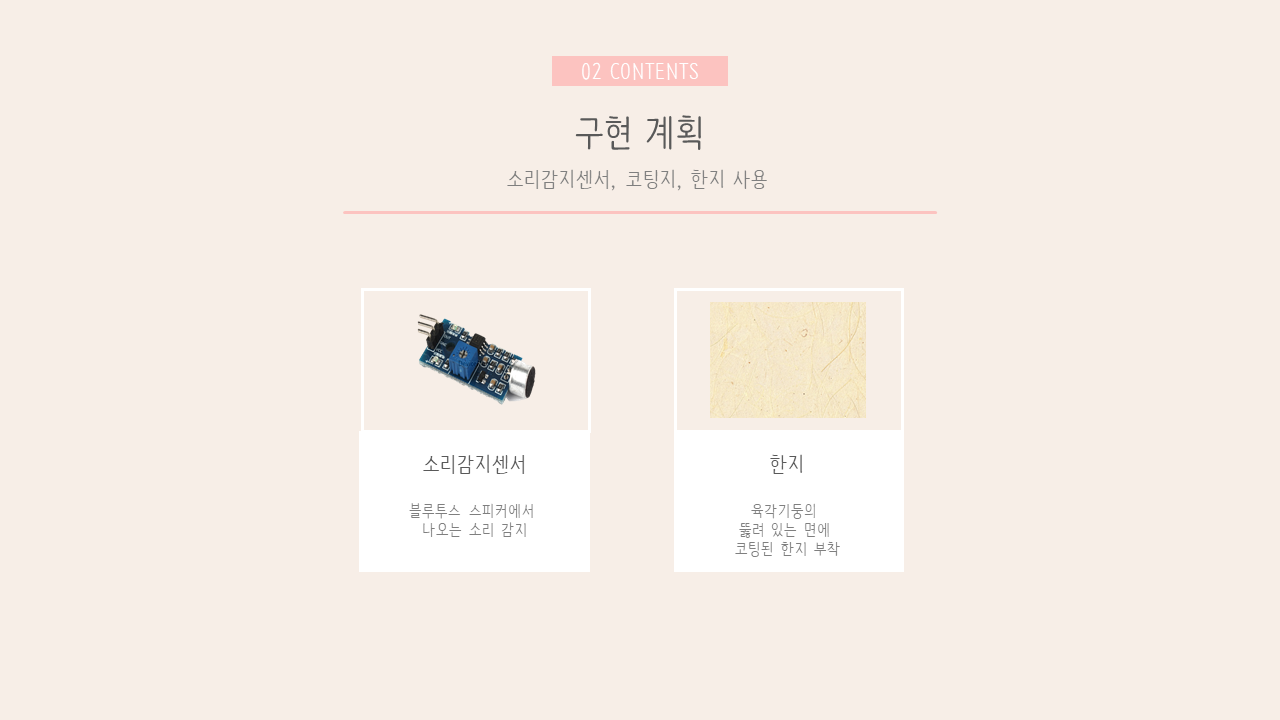 02 CONTENTS
구현 계획
소리감지센서, 코팅지, 한지 사용
소리감지센서
블루투스 스피커에서
나오는 소리 감지
한지
육각기둥의
뚫려 있는 면에
코팅된 한지 부착